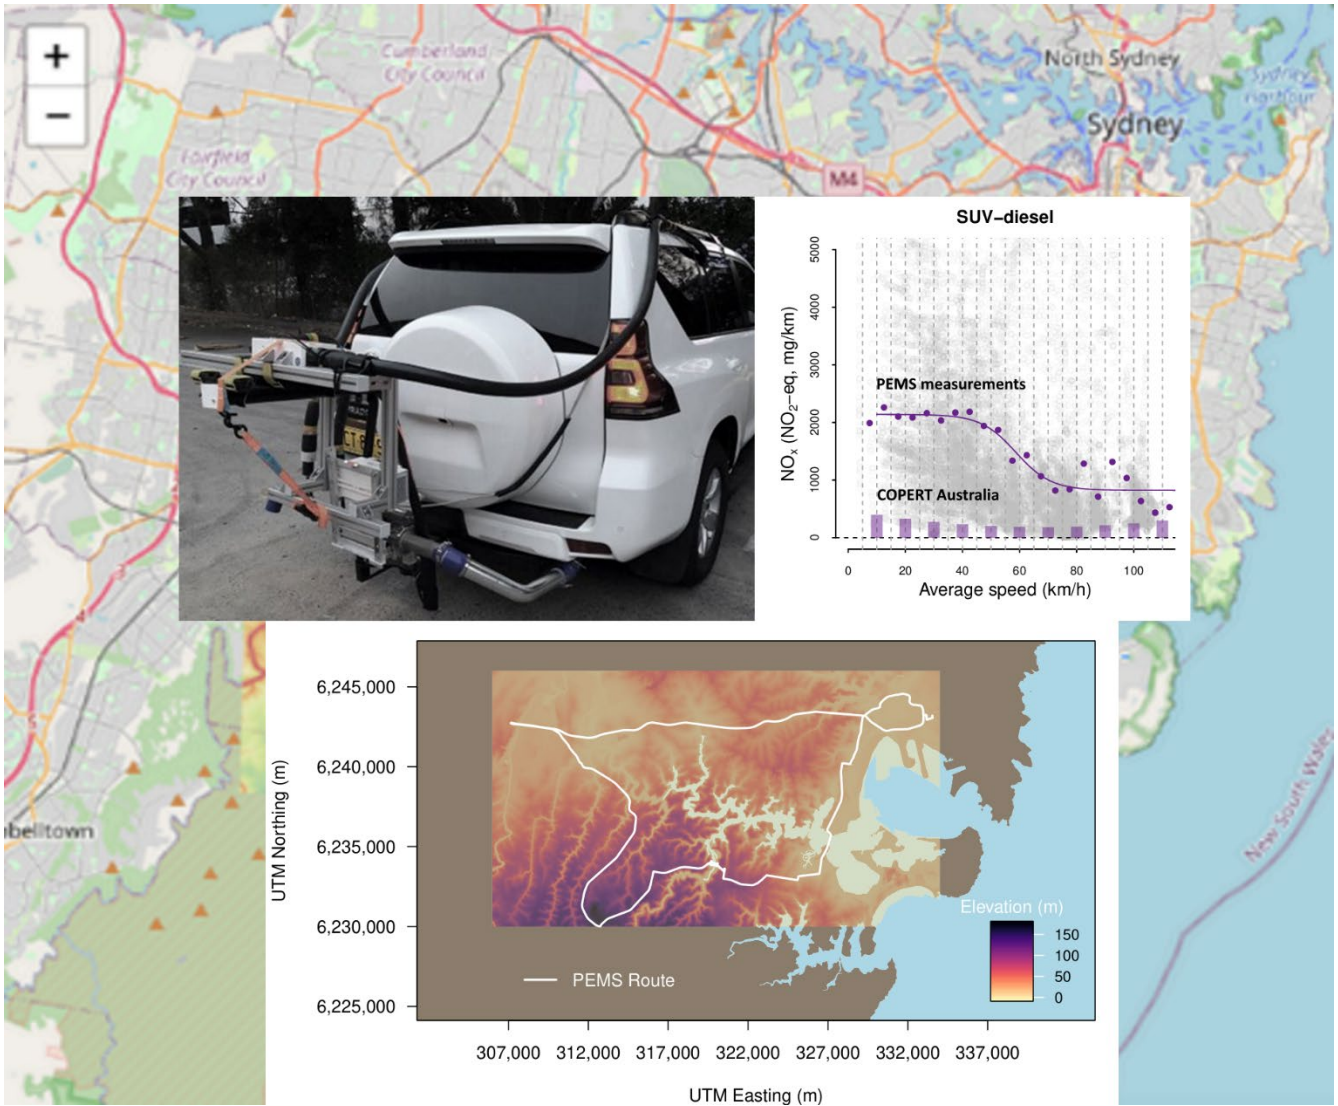 +
−
Cumberland
City Council
North Sydney
Sydney
Harbour
Sydney
Fairfield
City Council
M4
SUV−diesel
NOx (NO2−eq, mg/km)
5000
4000
3000
2000
1000
0
PEMS measurements
COPERT Australia
0 20 40 60 80 100
Average speed (km/h)
3
4
5
UTM Northing (m)
6,245,000
6,240,000
6,235,000
6,230,000
6,225,000
Elevation (m)
150
100
50
0
PEMS Route
307,000 312,000 317,000 322,000 327,000 332,000 337,000
UTM Easting (m)
New South Wales